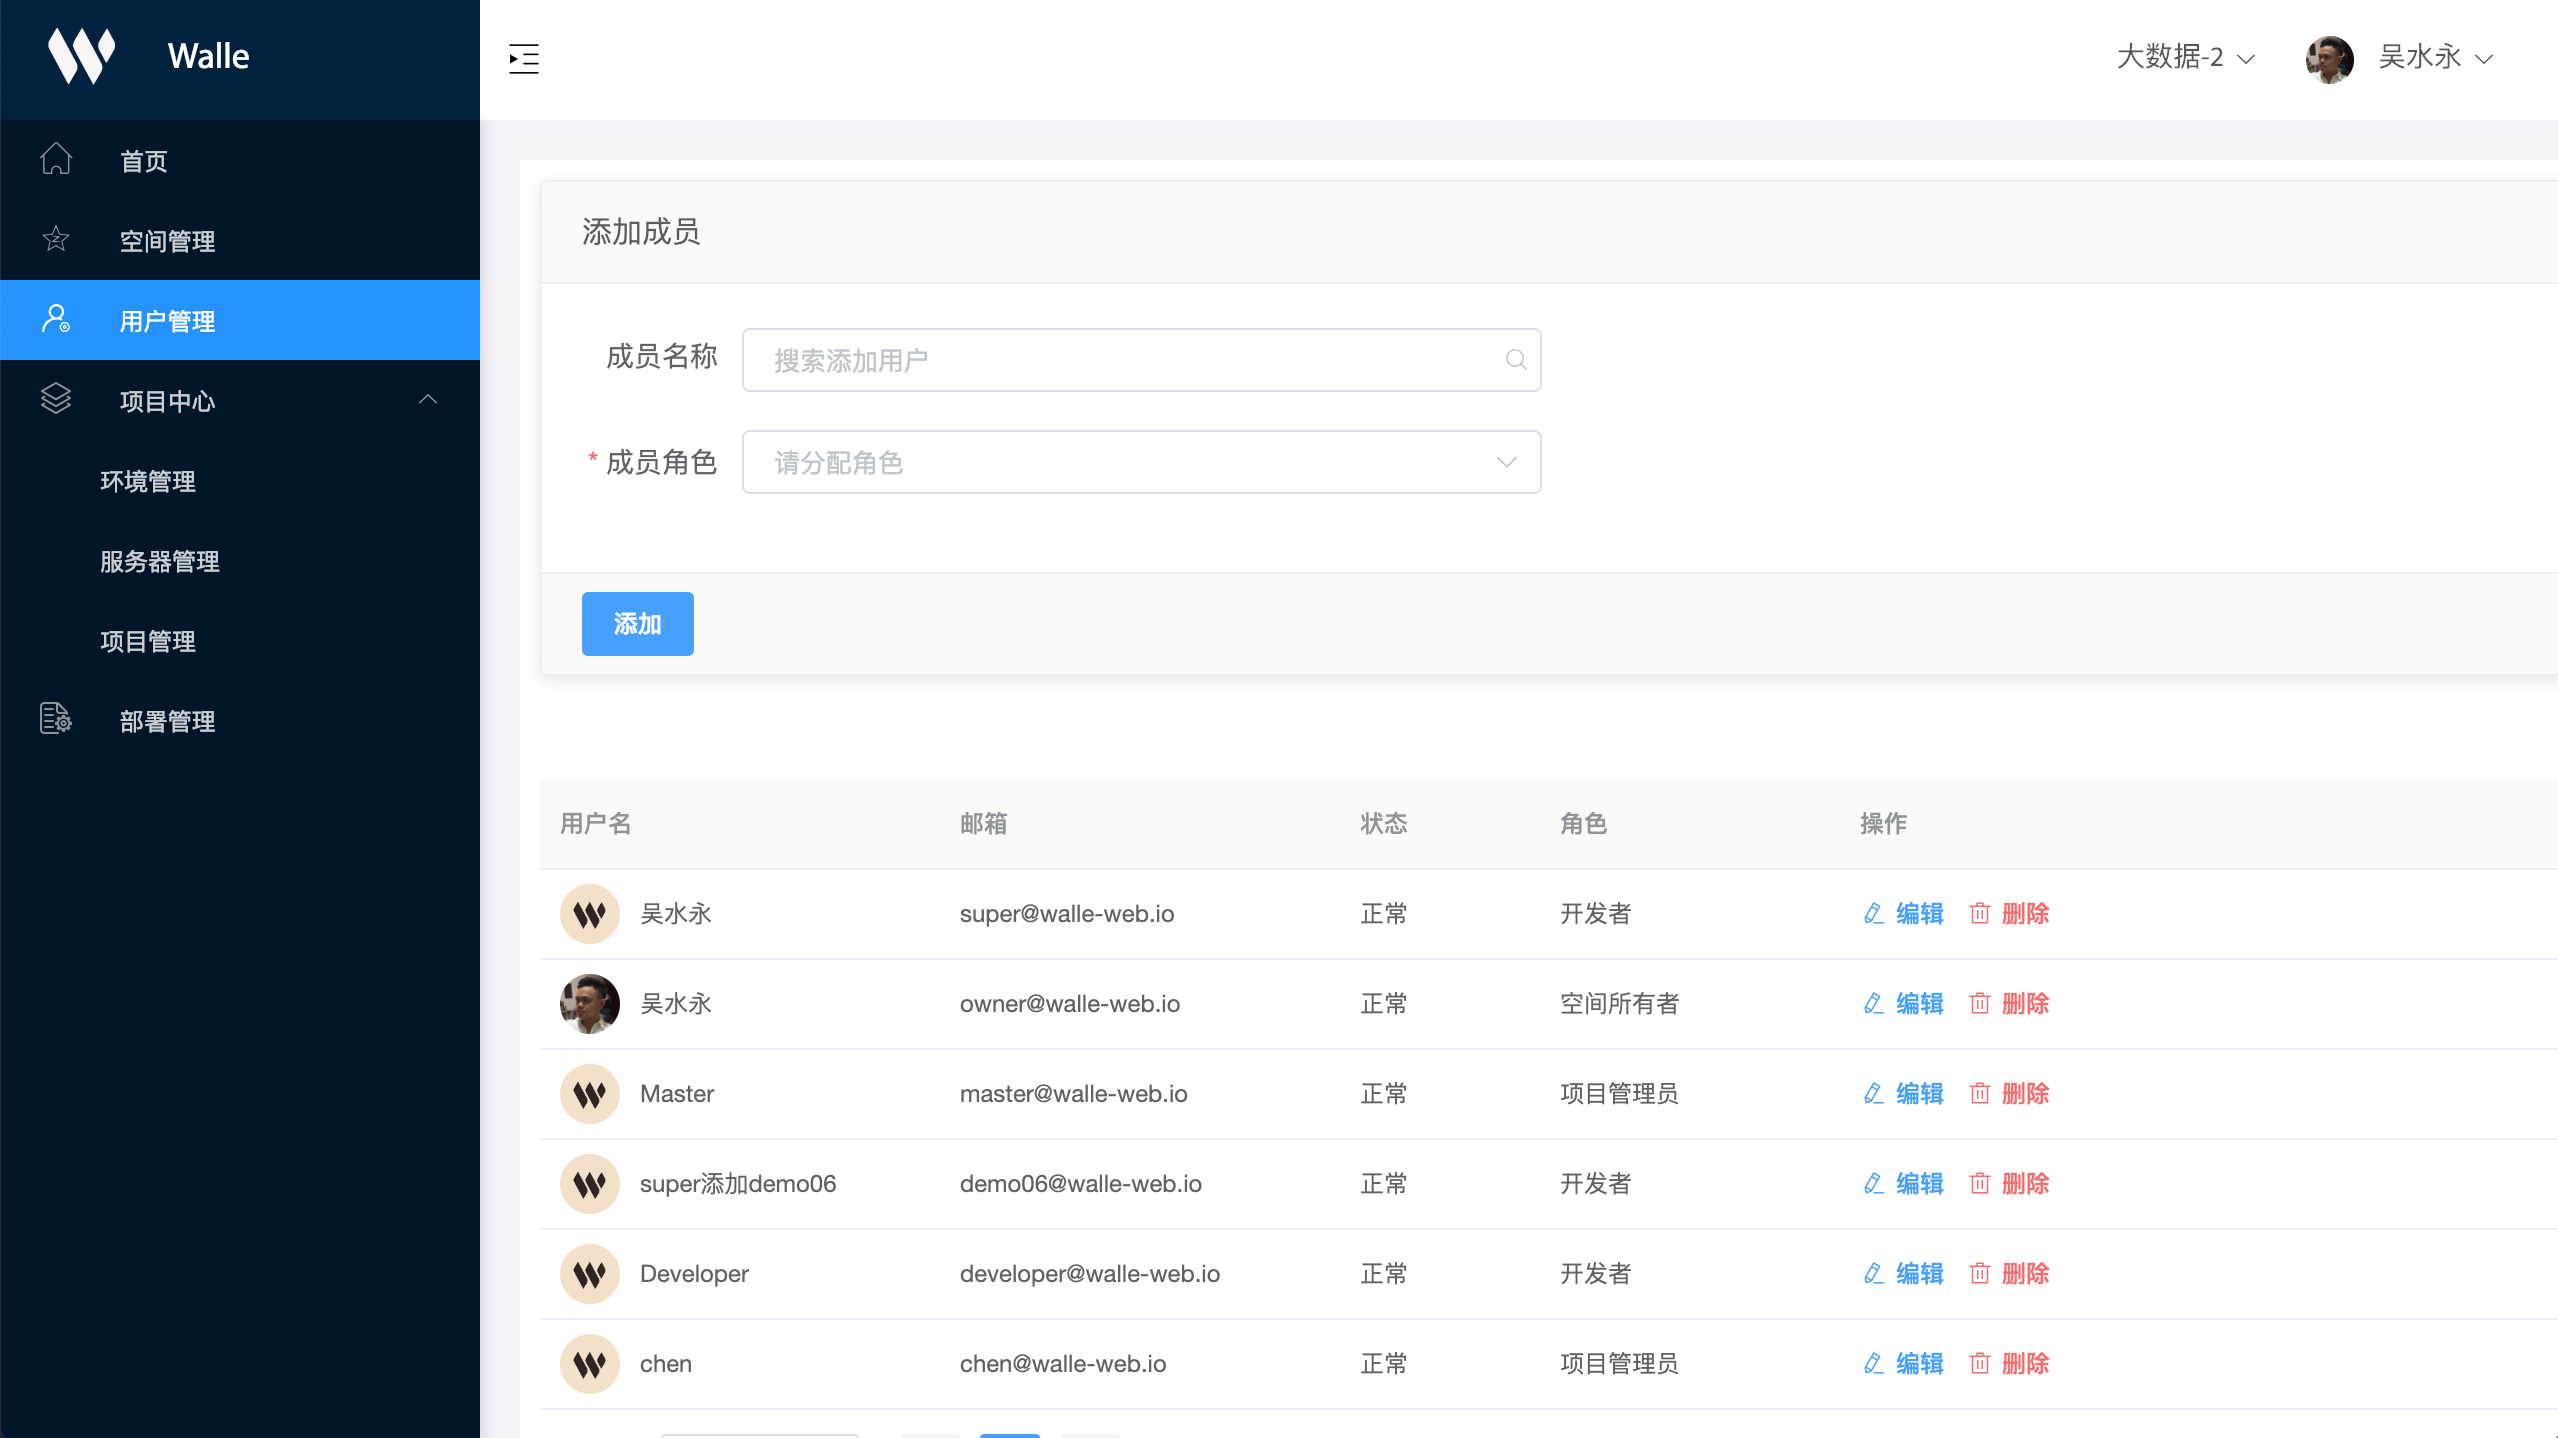 Walle
大数据-2
吴水永
首页
空间管理
用户管理
项目中心
环境管理
服务器管理
项目管理
部署管理
添加成员
成员名称 搜索添加用户
* 成员角色 请分配角色
添加
用户名 邮箱 状态 角色 操作
吴水永 super@walle-web.io 正常 开发者 编辑 删除
吴水永 owner@walle-web.io 正常 空间所有者 编辑 删除
Master master@walle-web.io 正常 项目管理员 编辑 删除
super添加demo06 demo06@walle-web.io 正常 开发者 编辑 删除
Developer developer@walle-web.io 正常 开发者 编辑 删除
chen chen@walle-web.io 正常 项目管理员 编辑 删除